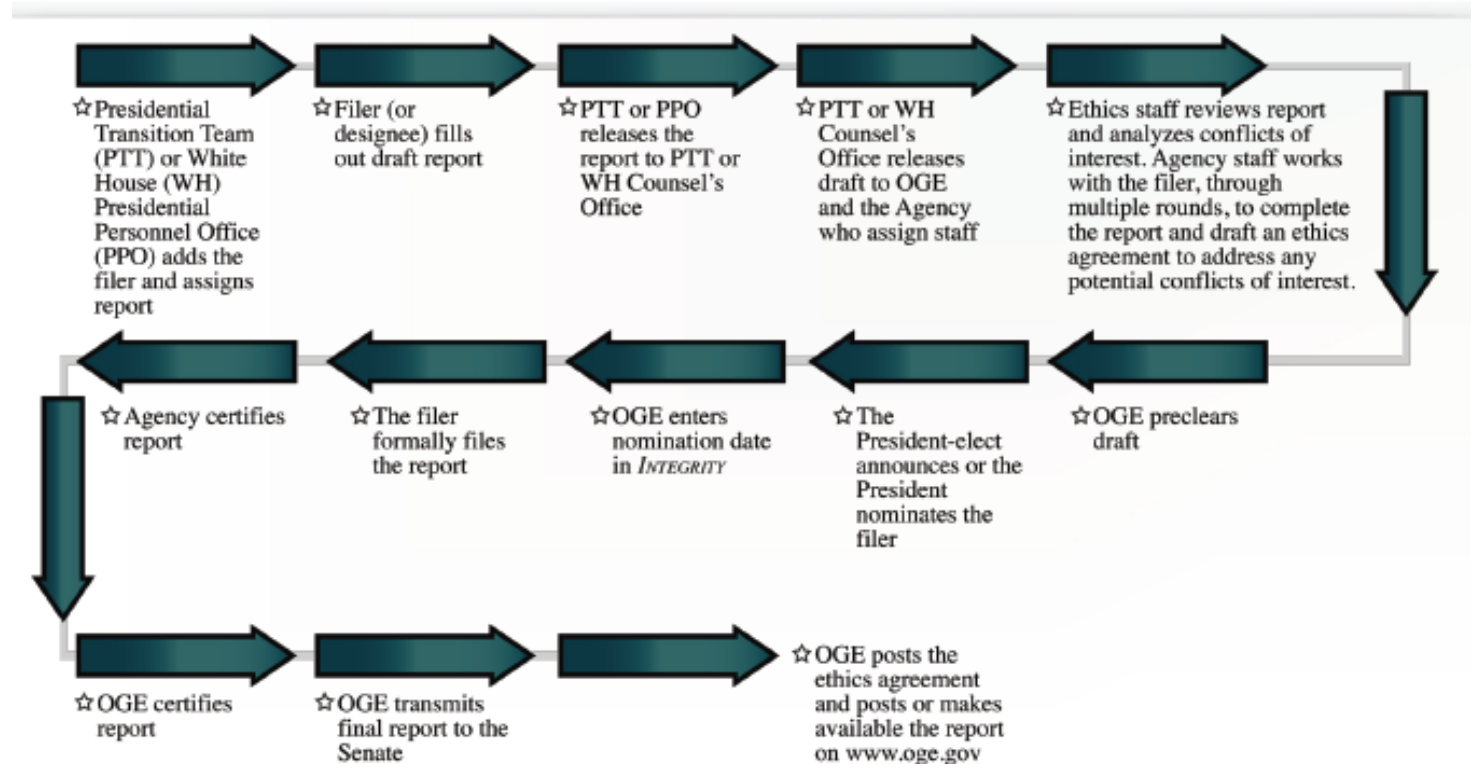 ☆Presidential
Transition Team
(PTT) or White
House (WH)
Presidential
Personnel Office
(PPO) adds the
filer and assigns
report
☆Filer (or
designee) fills
out draft report
☆PTT or PPO
releases the
report to PTT or
WH Counsel's
Office
☆PTT or WH
Counsel's
Office releases
draft to OGE
and the Agency
who assign staff
☆Ethics staff reviews report
and analyzes conflicts of
interest. Agency staff works
with the filer, through
multiple rounds, to complete
the report and draft an ethics
agreement to address any
potential conflicts of interest.
☆OGE preclears
draft
☆The
President-elect
announces or the
President
nominates the
filer
☆OGE enters
nomination date
in INTEGRITY
☆The filer
formally files
the report
☆Agency certifies
report
☆OGE certifies
report
☆OGE transmits
final report to the
Senate
☆OGE posts the
ethics agreement
and posts or makes
available the report
on www.oge.gov